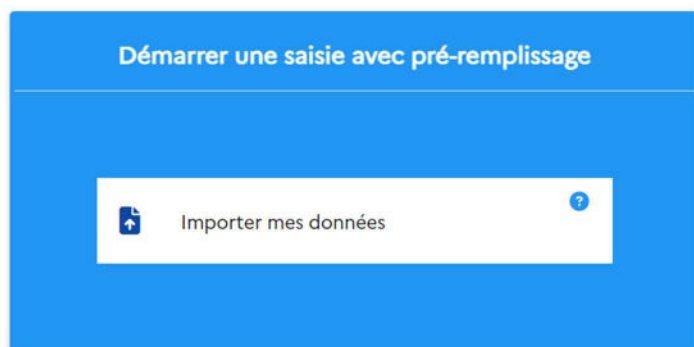 Démarrer une saisie avec pré-remplissage
Importer mes données
?